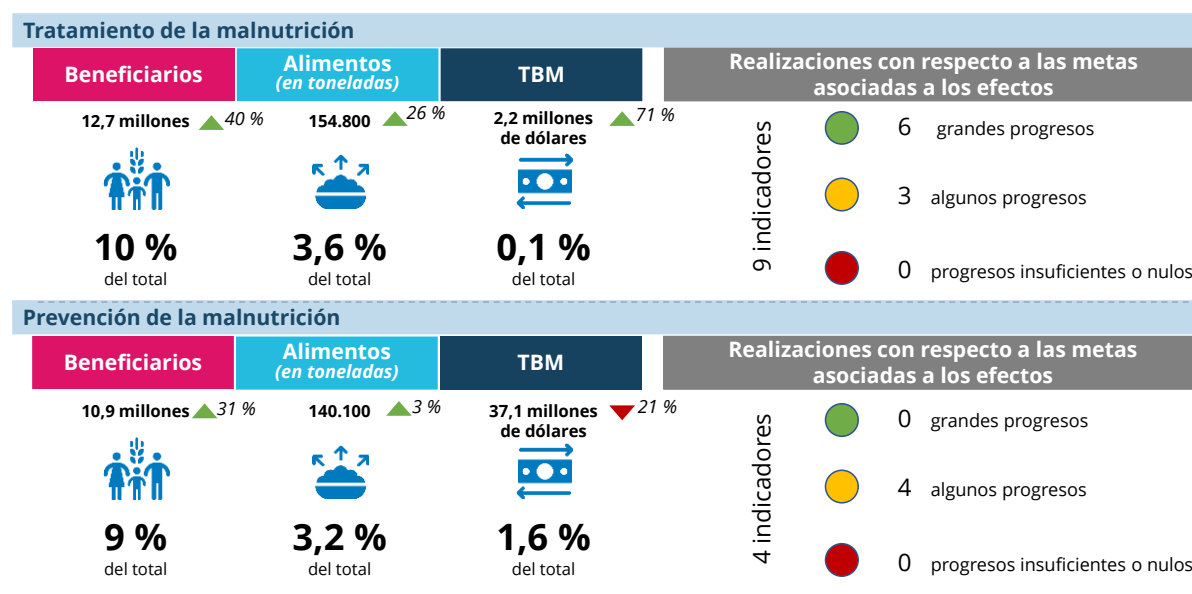 Tratamiento de la malnutrición
Beneficiarios
Alimentos
(en toneladas)
TBM
Realizaciones con respecto a las metas
asociadas a los efectos
12,7 millones
40 %
154.800
26 %
2,2 millones
de dólares
71 %
10 %
del total
3,6 %
del total
0,1 %
del total
9 indicadores
6 grandes progresos
3 algunos progresos
0 progresos insuficientes o nulos
Prevención de la malnutrición
Beneficiarios
Alimentos
(en toneladas)
TBM
Realizaciones con respecto a las metas
asociadas a los efectos
10,9 millones
31 %
140.100
3 %
37,1 millones
de dólares
21 %
9 %
del total
3,2 %
del total
1,6 %
del total
4 indicadores
0 grandes progresos
4 algunos progresos
0 progresos insuficientes o nulos